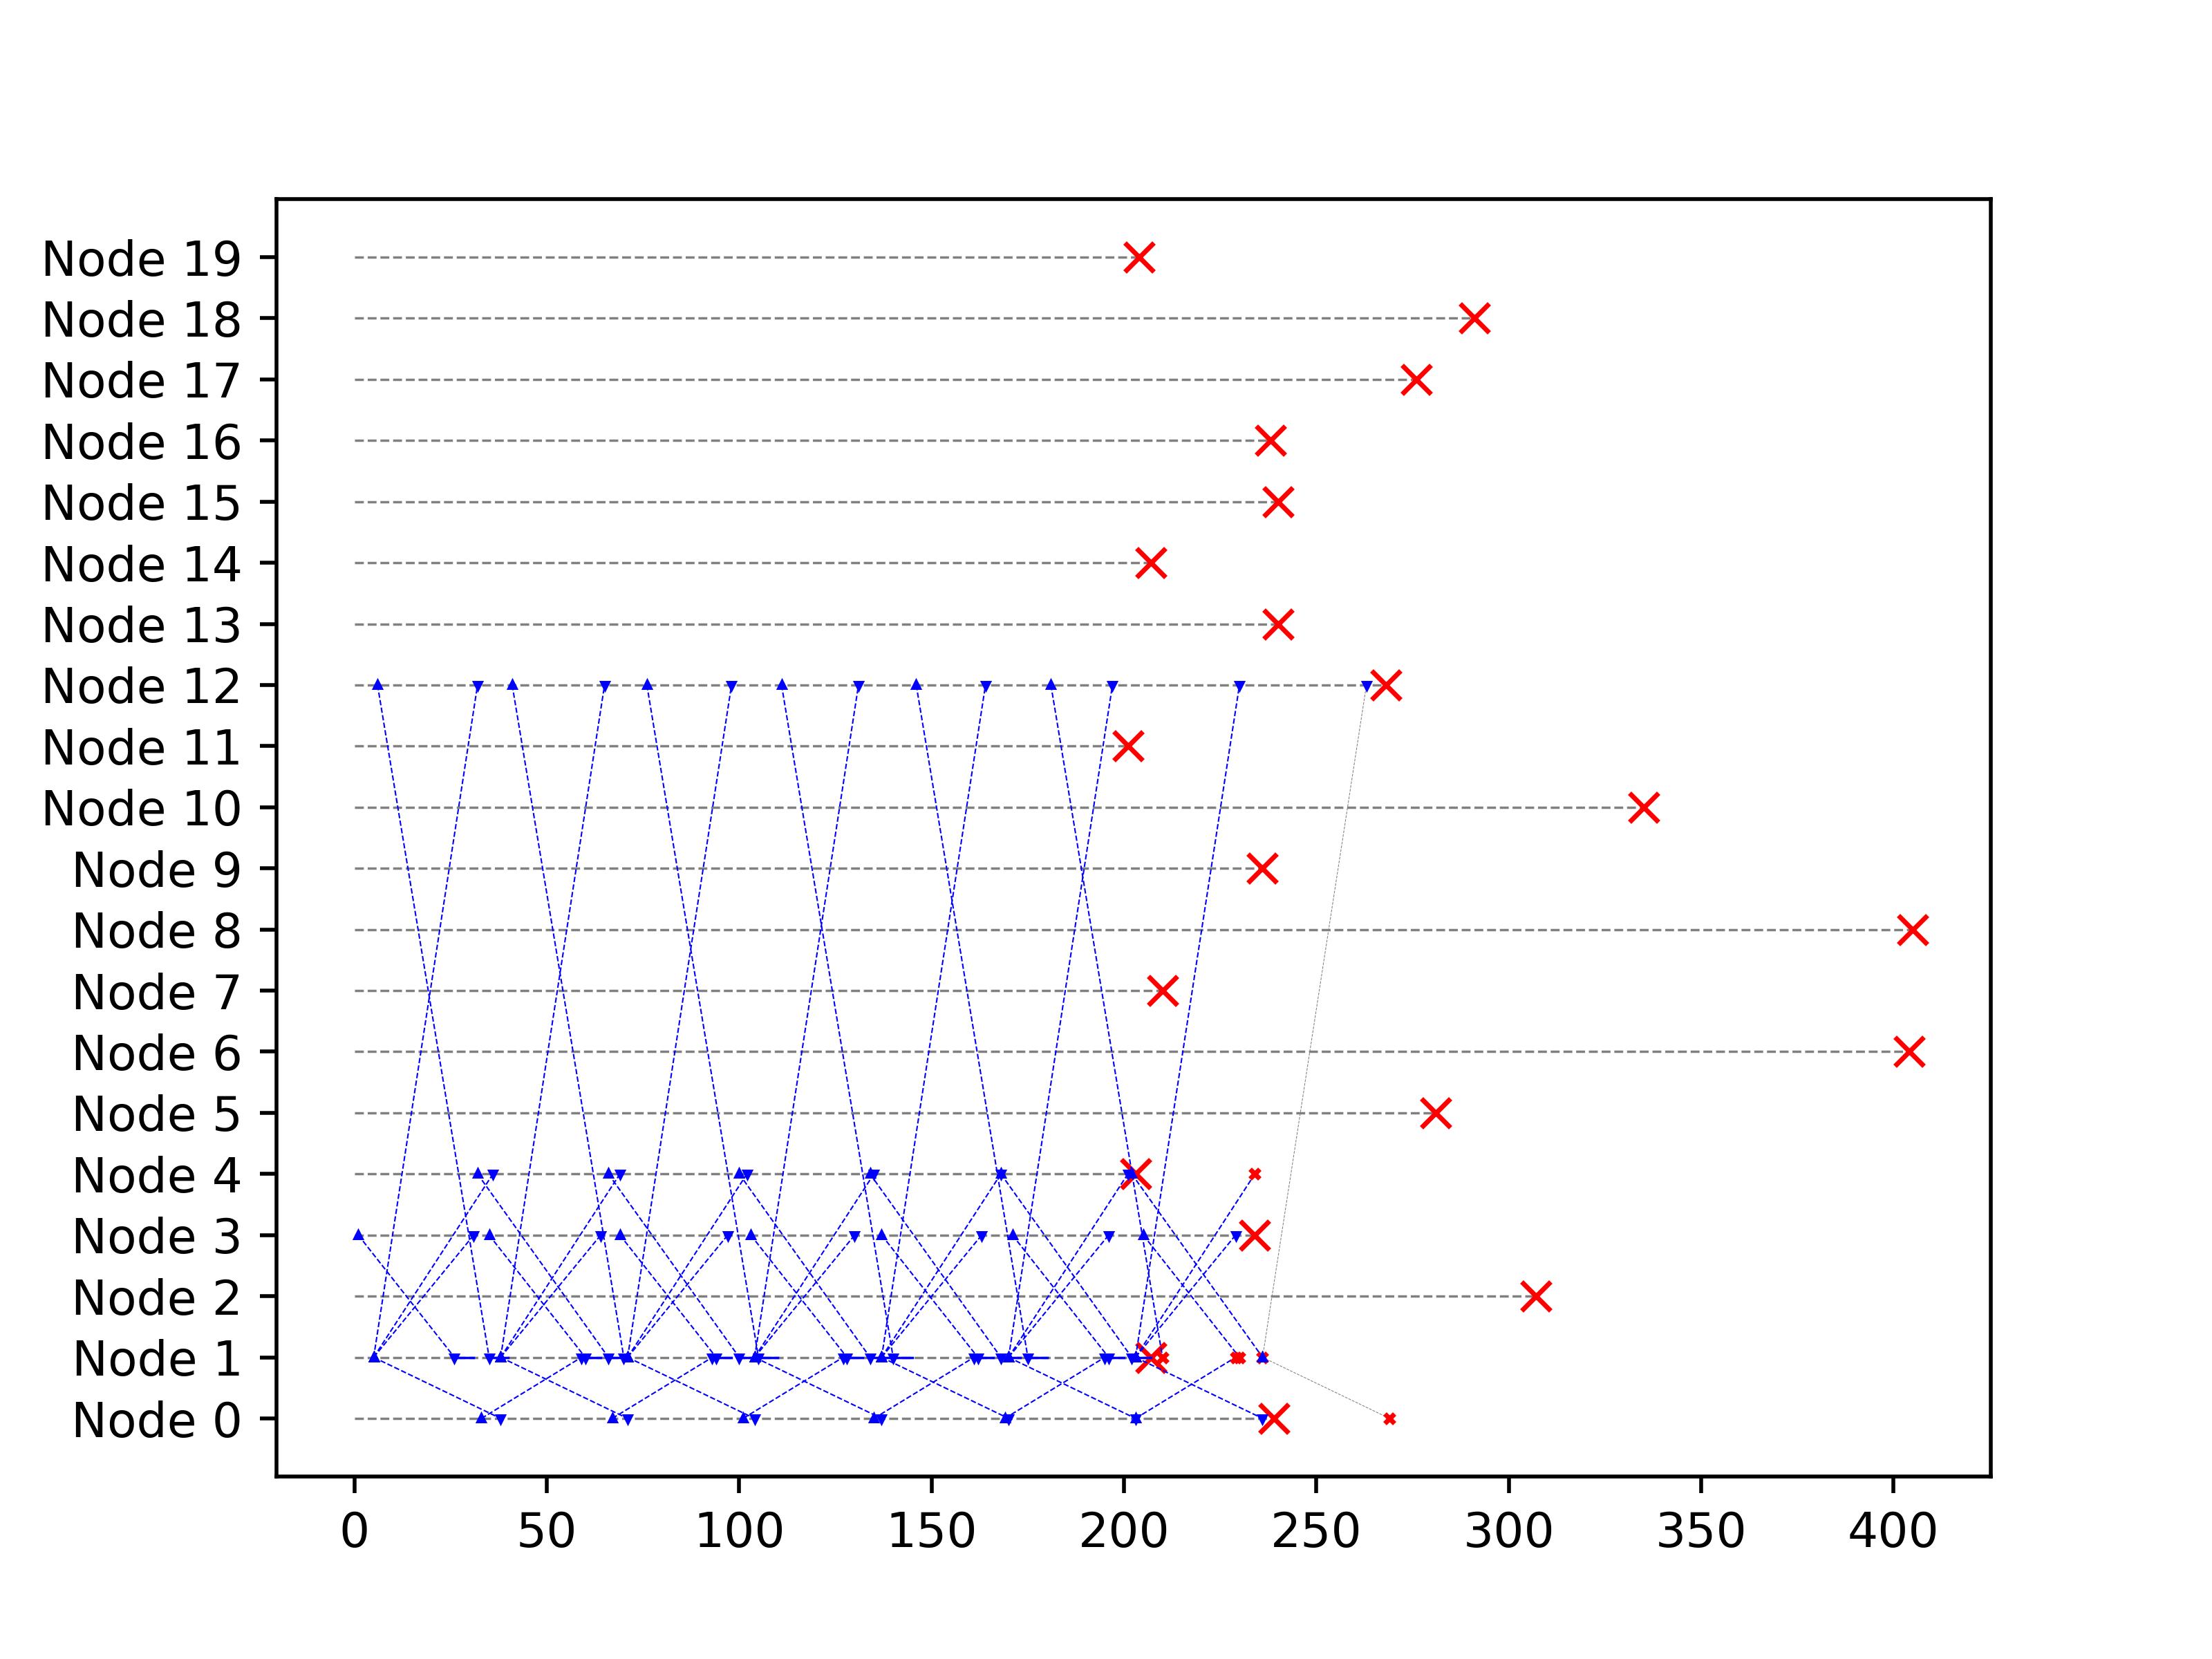 Node 19
Node 18
Node 17
Node 16
Node 15
Node 14
Node 13
Node 12
Node 11
Node 10
Node 9
Node 8
Node 7
Node 6
Node 5
Node 4
Node 3
Node 2
Node 1
Node 0
0 50 100 150 200 250 300 350 400